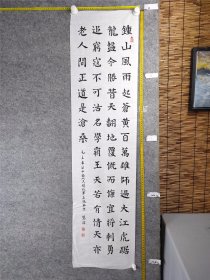 鍾山風雨起蒼黃百萬雄師過大江虎踞
龍盤今勝昔天翻地覆慨而慷宜將剩勇
追窮寇不可沽名學霸王天若有情天亦
老人間正道是滄桑